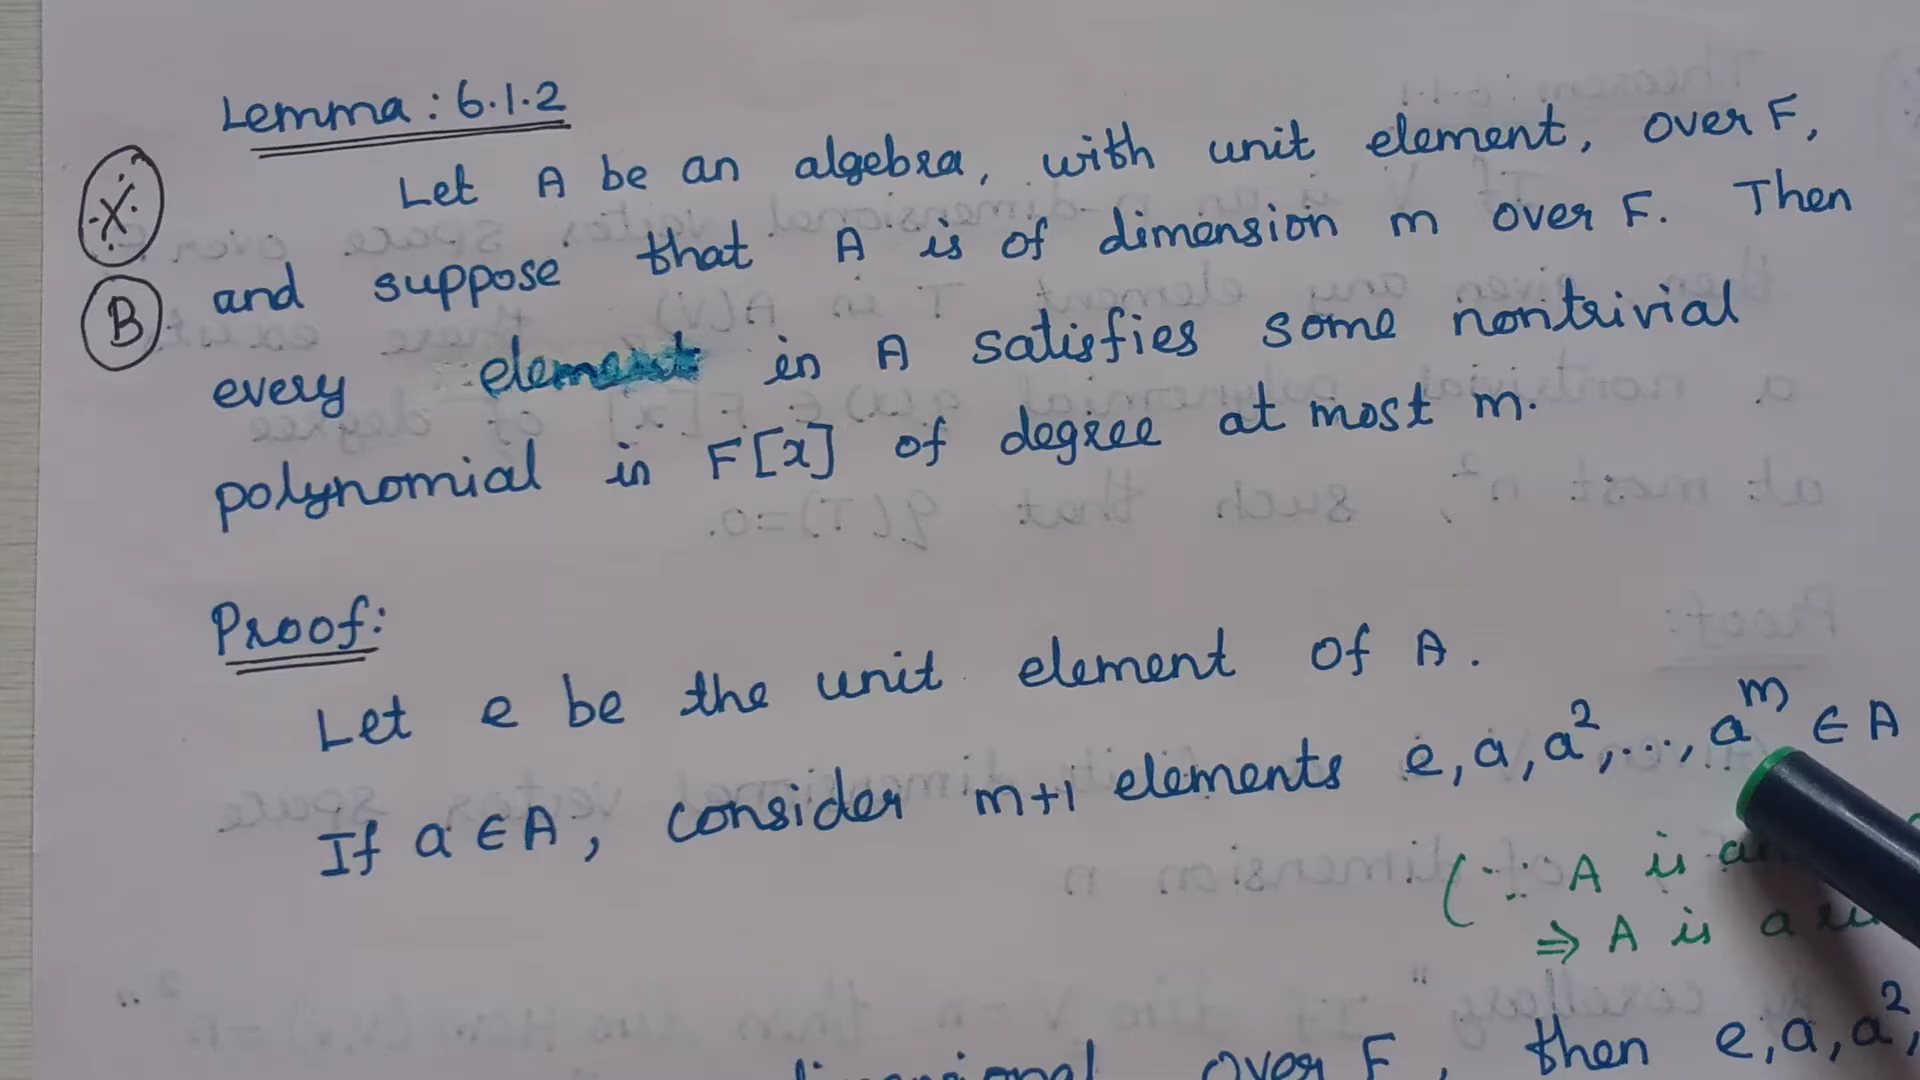 Lemma: 6.1.2
Let A be an algebra, with unit element, over F,
and suppose that A is of dimension m over F. Then
every element in A satisfies some nontrivial
polynomial in F[x] of degree at most m.
Proof:
Let e be the unit element of A.
If a ∈ A, consider m+1 elements e, a, a², ..., aᵐ ∈ A
(∵ A is
⇒ A is a
over F, then e, a, a²,
X
B